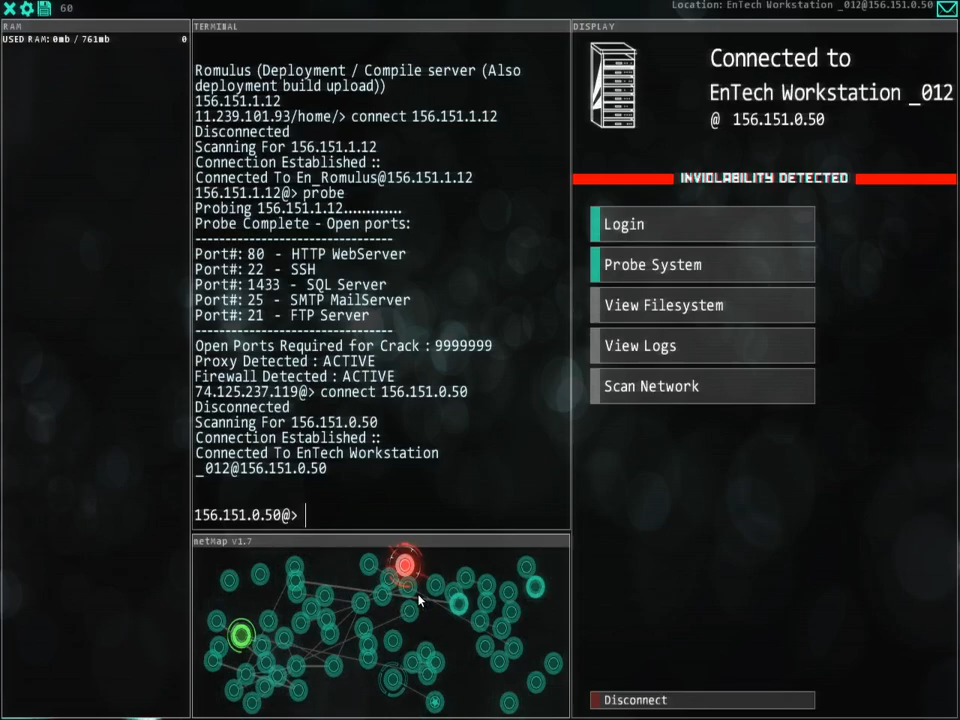 60
Location: EnTech Workstation _012@156.151.0.50
RAM
USED RAM: 0mb / 761mb 0
TERMINAL
Romulus (Deployment / Compile server (Also
deployment build upload))
156.151.1.12
11.239.101.93/home/> connect 156.151.1.12
Disconnected
Scanning For 156.151.1.12
Connection Established ::
Connected To En_Romulus@156.151.1.12
156.151.1.12@> probe
Probing 156.151.1.12.............
Probe Complete - Open ports:
---------------------------------
Port#: 80 - HTTP WebServer
Port#: 22 - SSH
Port#: 1433 - SQL Server
Port#: 25 - SMTP MailServer
Port#: 21 - FTP Server
---------------------------------
Open Ports Required for Crack : 9999999
Proxy Detected : ACTIVE
Firewall Detected : ACTIVE
74.125.237.119@> connect 156.151.0.50
Disconnected
Scanning For 156.151.0.50
Connection Established ::
Connected To EnTech Workstation
_012@156.151.0.50
156.151.0.50@>
netMap v1.7
DISPLAY
Connected to
EnTech Workstation _012
@ 156.151.0.50
INVIOLABILITY DETECTED
Login
Probe System
View Filesystem
View Logs
Scan Network
Disconnect